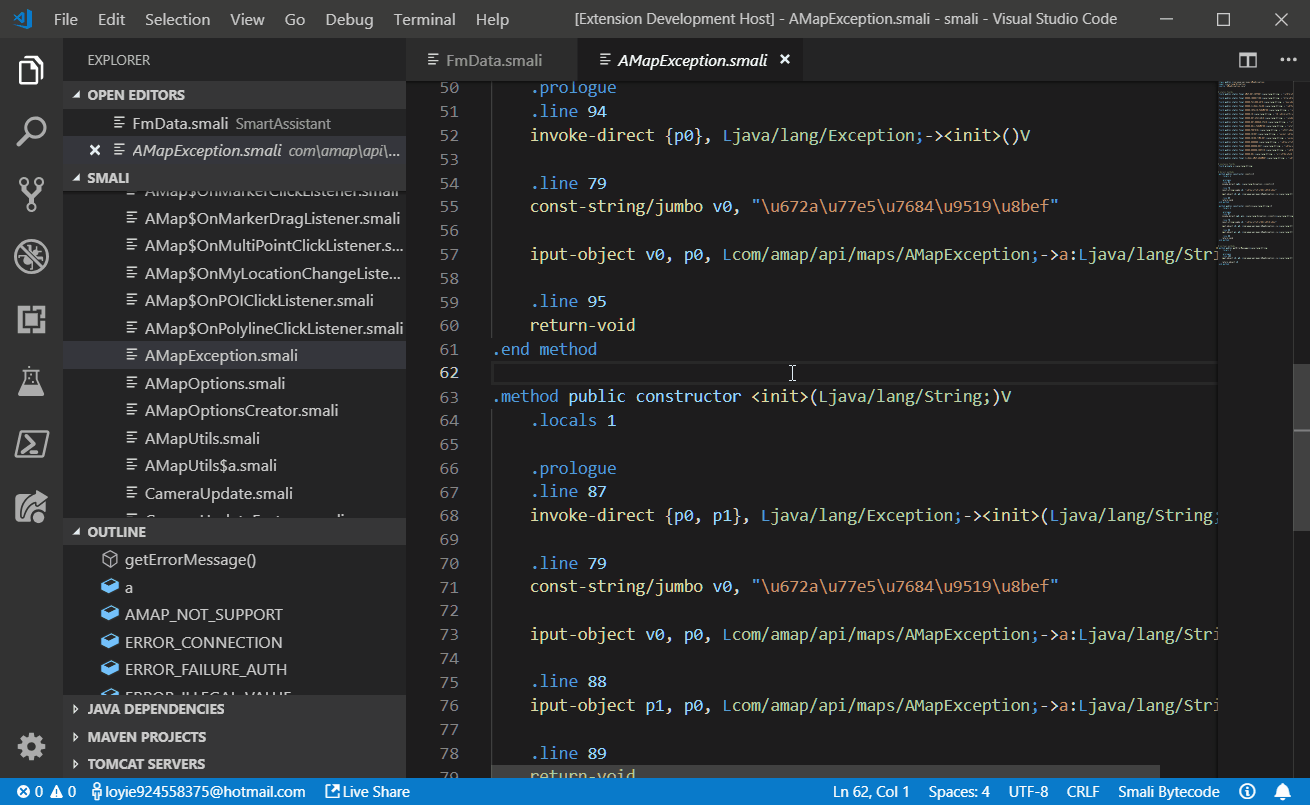 File Edit Selection View Go Debug Terminal Help [Extension Development Host] - AMapException.smali - smali - Visual Studio Code
EXPLORER
OPEN EDITORS
FmData.smali SmartAssistant
AMapException.smali com\amap\api\...
SMALI
AMap$OnMarkerClickListener.smali
AMap$OnMarkerDragListener.smali
AMap$OnMultiPointClickListener.s...
AMap$OnMyLocationChangeListe...
AMap$OnPOIClickListener.smali
AMap$OnPolylineClickListener.smali
AMapException.smali
AMapOptions.smali
AMapOptionsCreator.smali
AMapUtils.smali
AMapUtils$a.smali
CameraUpdate.smali
OUTLINE
getErrorMessage()
a
AMAP_NOT_SUPPORT
ERROR_CONNECTION
ERROR_FAILURE_AUTH
ERROR_ILLEGAL_VALUE
JAVA DEPENDENCIES
MAVEN PROJECTS
TOMCAT SERVERS
FmData.smali AMapException.smali
50 .prologue
51 .line 94
52 invoke-direct {p0}, Ljava/lang/Exception;-><init>()V
53
54 .line 79
55 const-string/jumbo v0, "\u672a\u77e5\u7684\u9519\u8bef"
56
57 iput-object v0, p0, Lcom/amap/api/maps/AMapException;->a:Ljava/lang/Stri
58
59 .line 95
60 return-void
61 .end method
62
63 .method public constructor <init>(Ljava/lang/String;)V
64 .locals 1
65
66 .prologue
67 .line 87
68 invoke-direct {p0, p1}, Ljava/lang/Exception;-><init>(Ljava/lang/String;
69
70 .line 79
71 const-string/jumbo v0, "\u672a\u77e5\u7684\u9519\u8bef"
72
73 iput-object v0, p0, Lcom/amap/api/maps/AMapException;->a:Ljava/lang/Stri
74
75 .line 88
76 iput-object p1, p0, Lcom/amap/api/maps/AMapException;->a:Ljava/lang/Stri
77
78 .line 89
79 return-void
0 0 loyie924558375@hotmail.com Live Share Ln 62, Col 1 Spaces: 4 UTF-8 CRLF Smali Bytecode